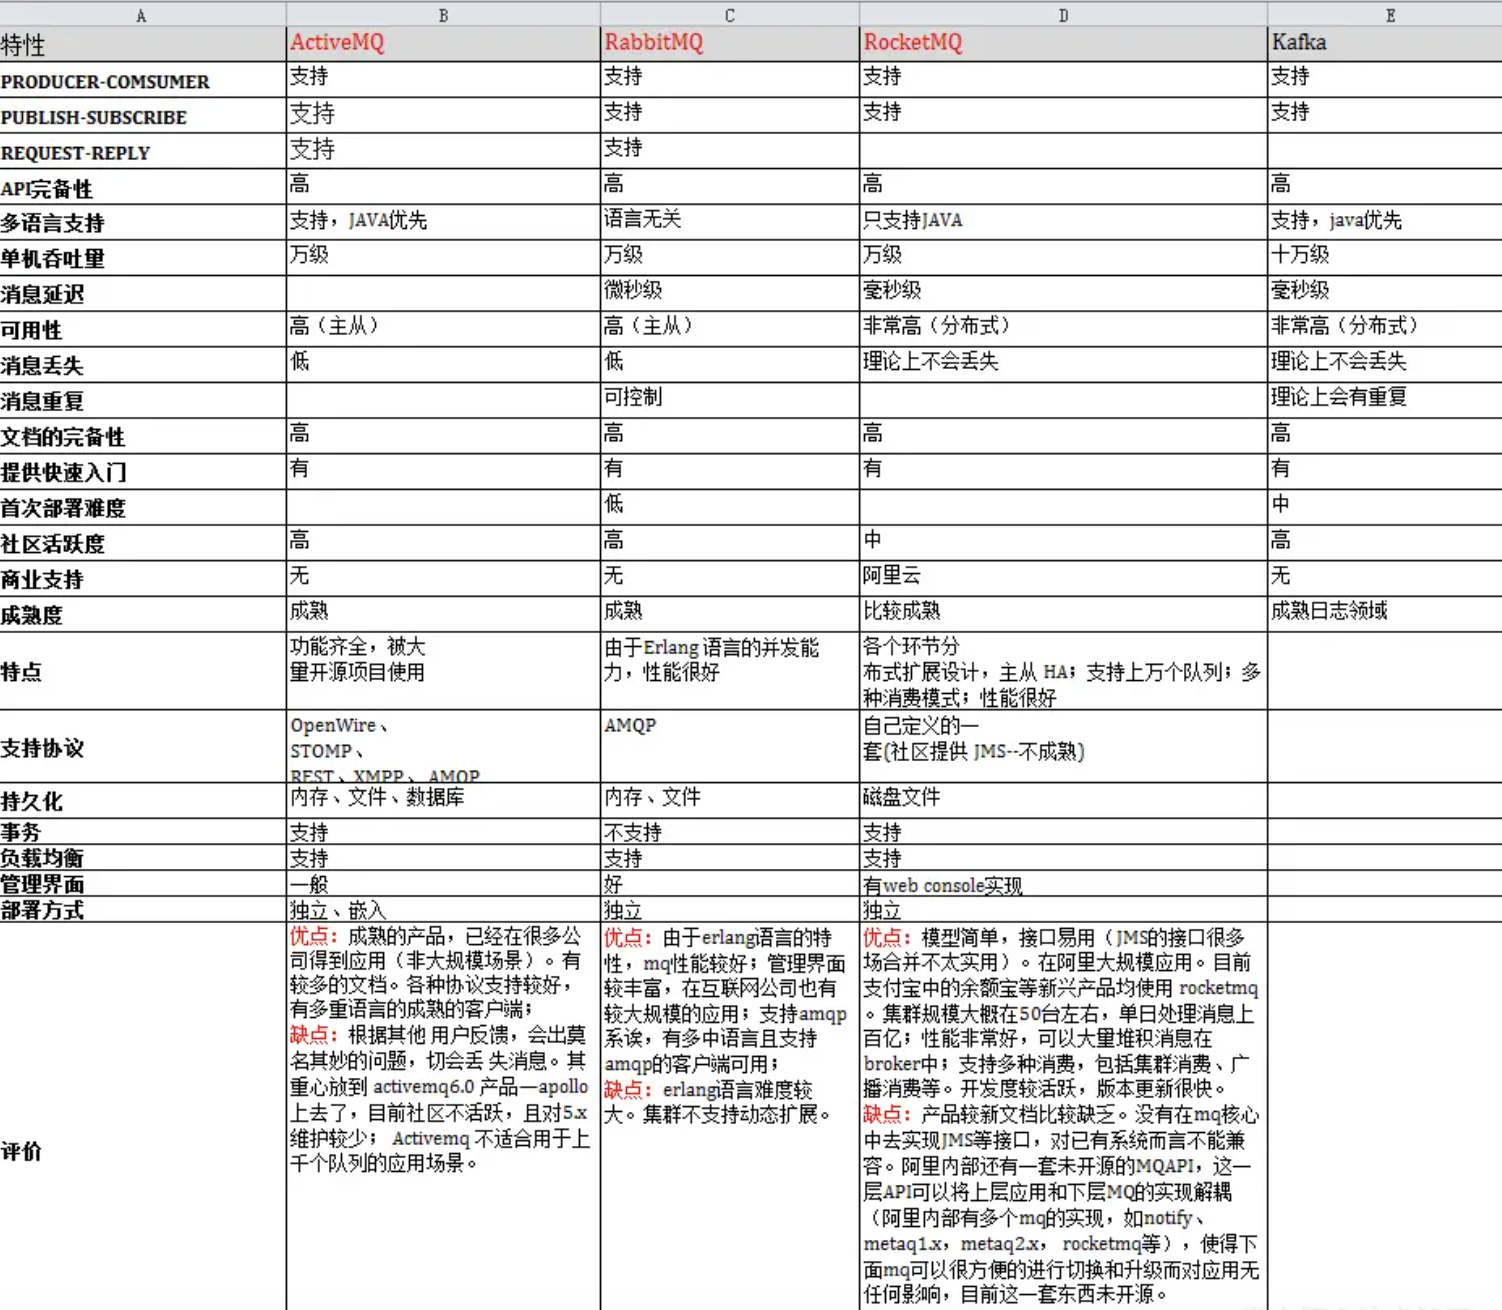 A B C D E
特性 ActiveMQ RabbitMQ RocketMQ Kafka
PRODUCER-COMSUMER 支持 支持 支持 支持
PUBLISH-SUBSCRIBE 支持 支持 支持 支持
REQUEST-REPLY 支持 支持
API完备性 高 高 高 高
多语言支持 支持，JAVA优先 语言无关 只支持JAVA 支持，java优先
单机吞吐量 万级 万级 万级 十万级
消息延迟 微秒级 毫秒级 毫秒级
可用性 高（主从） 高（主从） 非常高（分布式） 非常高（分布式）
消息丢失 低 低 理论上不会丢失 理论上不会丢失
消息重复 可控制 理论上会有重复
文档的完备性 高 高 高 高
提供快速入门 有 有 有 有
首次部署难度 低 中
社区活跃度 高 高 中 高
商业支持 无 无 阿里云 无
成熟度 成熟 成熟 比较成熟 成熟日志领域
特点
功能齐全，被大
量开源项目使用
由于Erlang 语言的并发能
力，性能很好
各个环节分
布式扩展设计，主从 HA；支持上万个队列；多
种消费模式；性能很好
支持协议
OpenWire、
STOMP、
REST、XMPP、 AMQP
AMQP
自己定义的一
套(社区提供 JMS--不成熟)
持久化 内存、文件、数据库 内存、文件 磁盘文件
事务 支持 不支持 支持
负载均衡 支持 支持 支持
管理界面 一般 好 有web console实现
部署方式 独立、嵌入 独立 独立
评价
优点：成熟的产品，已经在很多公
司得到应用（非大规模场景）。有
较多的文档。各种协议支持较好，
有多重语言的成熟的客户端；
缺点：根据其他 用户反馈，会出莫
名其妙的问题，切会丢 失消息。其
重心放到 activemq6.0 产品—apollo
上去了，目前社区不活跃，且对5.x
维护较少； Activemq 不适合用于上
千个队列的应用场景。
优点：由于erlang语言的特
性，mq性能较好；管理界面
较丰富，在互联网公司也有
较大规模的应用；支持amqp
系诶，有多中语言且支持
amqp的客户端可用；
缺点：erlang语言难度较
大。集群不支持动态扩展。
优点：模型简单，接口易用（JMS的接口很多
场合并不太实用）。在阿里大规模应用。目前
支付宝中的余额宝等新兴产品均使用 rocketmq
。集群规模大概在50台左右，单日处理消息上
百亿；性能非常好，可以大量堆积消息在
broker中；支持多种消费，包括集群消费、广
播消费等。开发度较活跃，版本更新很快。
缺点：产品较新文档比较缺乏。没有在mq核心
中去实现JMS等接口，对已有系统而言不能兼
容。阿里内部还有一套未开源的MQAPI，这一
层API可以将上层应用和下层MQ的实现解耦
（阿里内部有多个mq的实现，如notify、
metaq1.x，metaq2.x， rocketmq等），使得下
面mq可以很方便的进行切换和升级而对应用无
任何影响，目前这一套东西未开源。